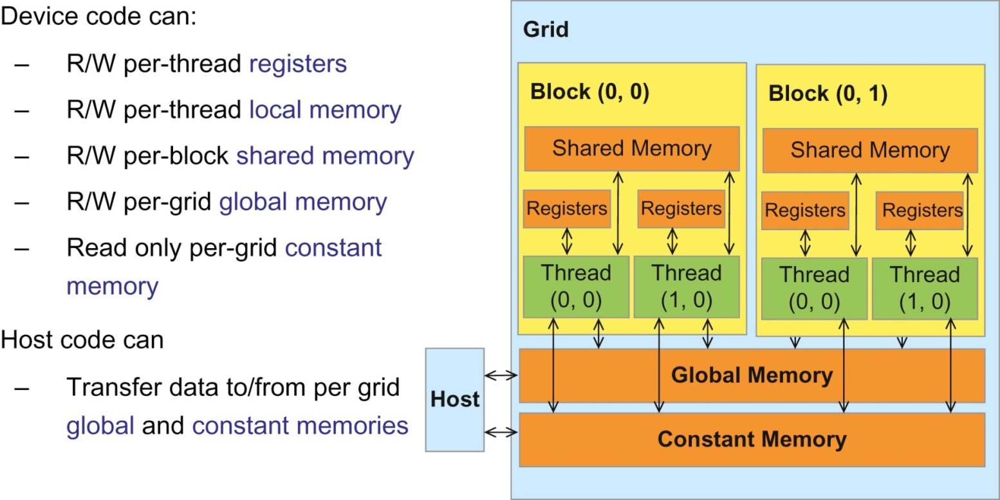 Device code can:
– R/W per-thread registers
– R/W per-thread local memory
– R/W per-block shared memory
– R/W per-grid global memory
– Read only per-grid constant
memory
Host code can
– Transfer data to/from per grid
global and constant memories
Grid
Block (0, 0)
Shared Memory
Registers
Registers
Thread
(0, 0)
Thread
(1, 0)
Block (0, 1)
Shared Memory
Registers
Registers
Thread
(0, 0)
Thread
(1, 0)
Host
Global Memory
Constant Memory